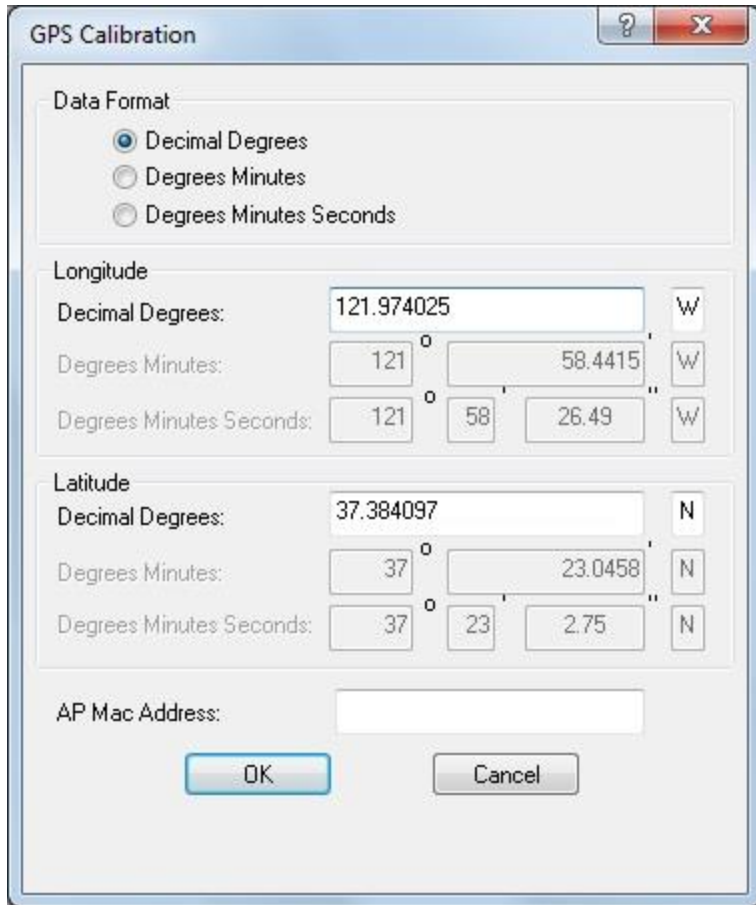 GPS Calibration ?
Data Format
Decimal Degrees
Degrees Minutes
Degrees Minutes Seconds
Longitude
Decimal Degrees: 121.974025 W
Degrees Minutes: 121 o 58.4415 ' W
Degrees Minutes Seconds: 121 o 58 ' 26.49 " W
Latitude
Decimal Degrees: 37.384097 N
Degrees Minutes: 37 o 23.0458 ' N
Degrees Minutes Seconds: 37 o 23 ' 2.75 " N
AP Mac Address:
OK Cancel